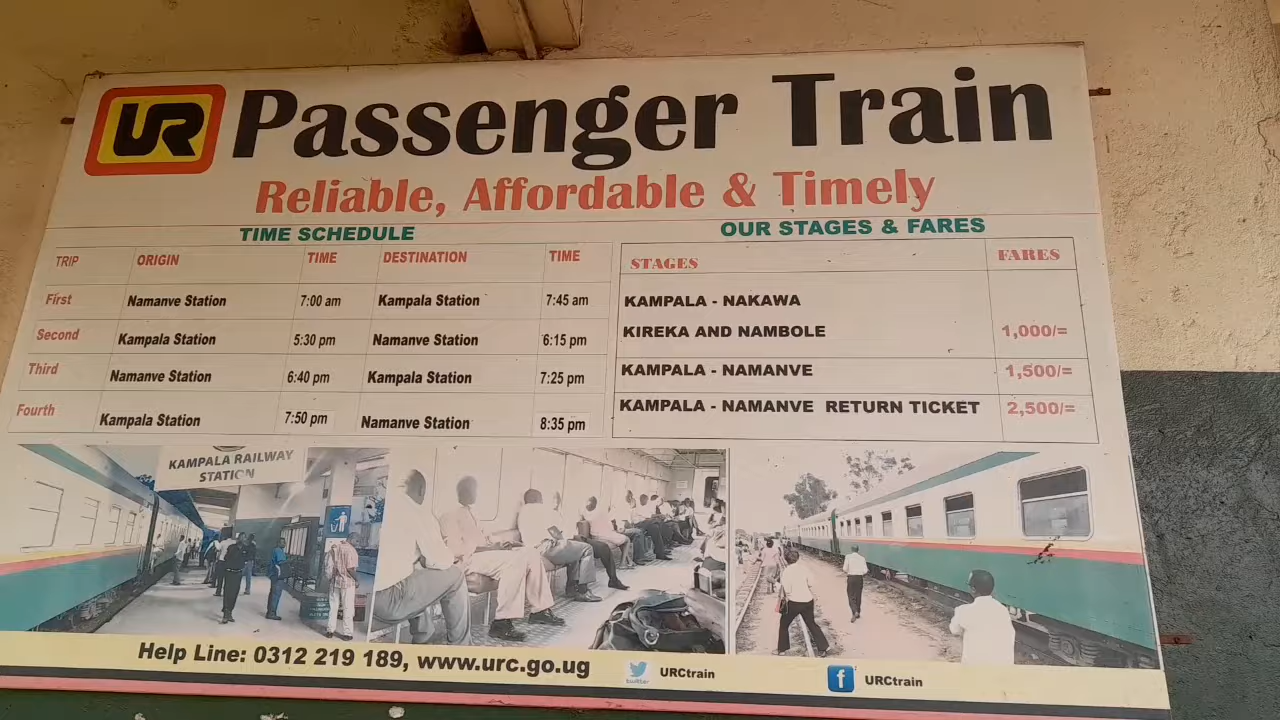 UR Passenger Train
Reliable, Affordable & Timely
TIME SCHEDULE
TRIP ORIGIN TIME DESTINATION TIME
First Namanve Station 7:00 am Kampala Station 7:45 am
Second Kampala Station 5:30 pm Namanve Station 6:15 pm
Third Namanve Station 6:40 pm Kampala Station 7:25 pm
Fourth Kampala Station 7:50 pm Namanve Station 8:35 pm
OUR STAGES & FARES
STAGES FARES
KAMPALA - NAKAWA
KIREKA AND NAMBOLE 1,000/=
KAMPALA - NAMANVE 1,500/=
KAMPALA - NAMANVE RETURN TICKET 2,500/=
KAMPALA RAILWAY
STATION
Help Line: 0312 219 189, www.urc.go.ug twitter URCtrain f URCtrain